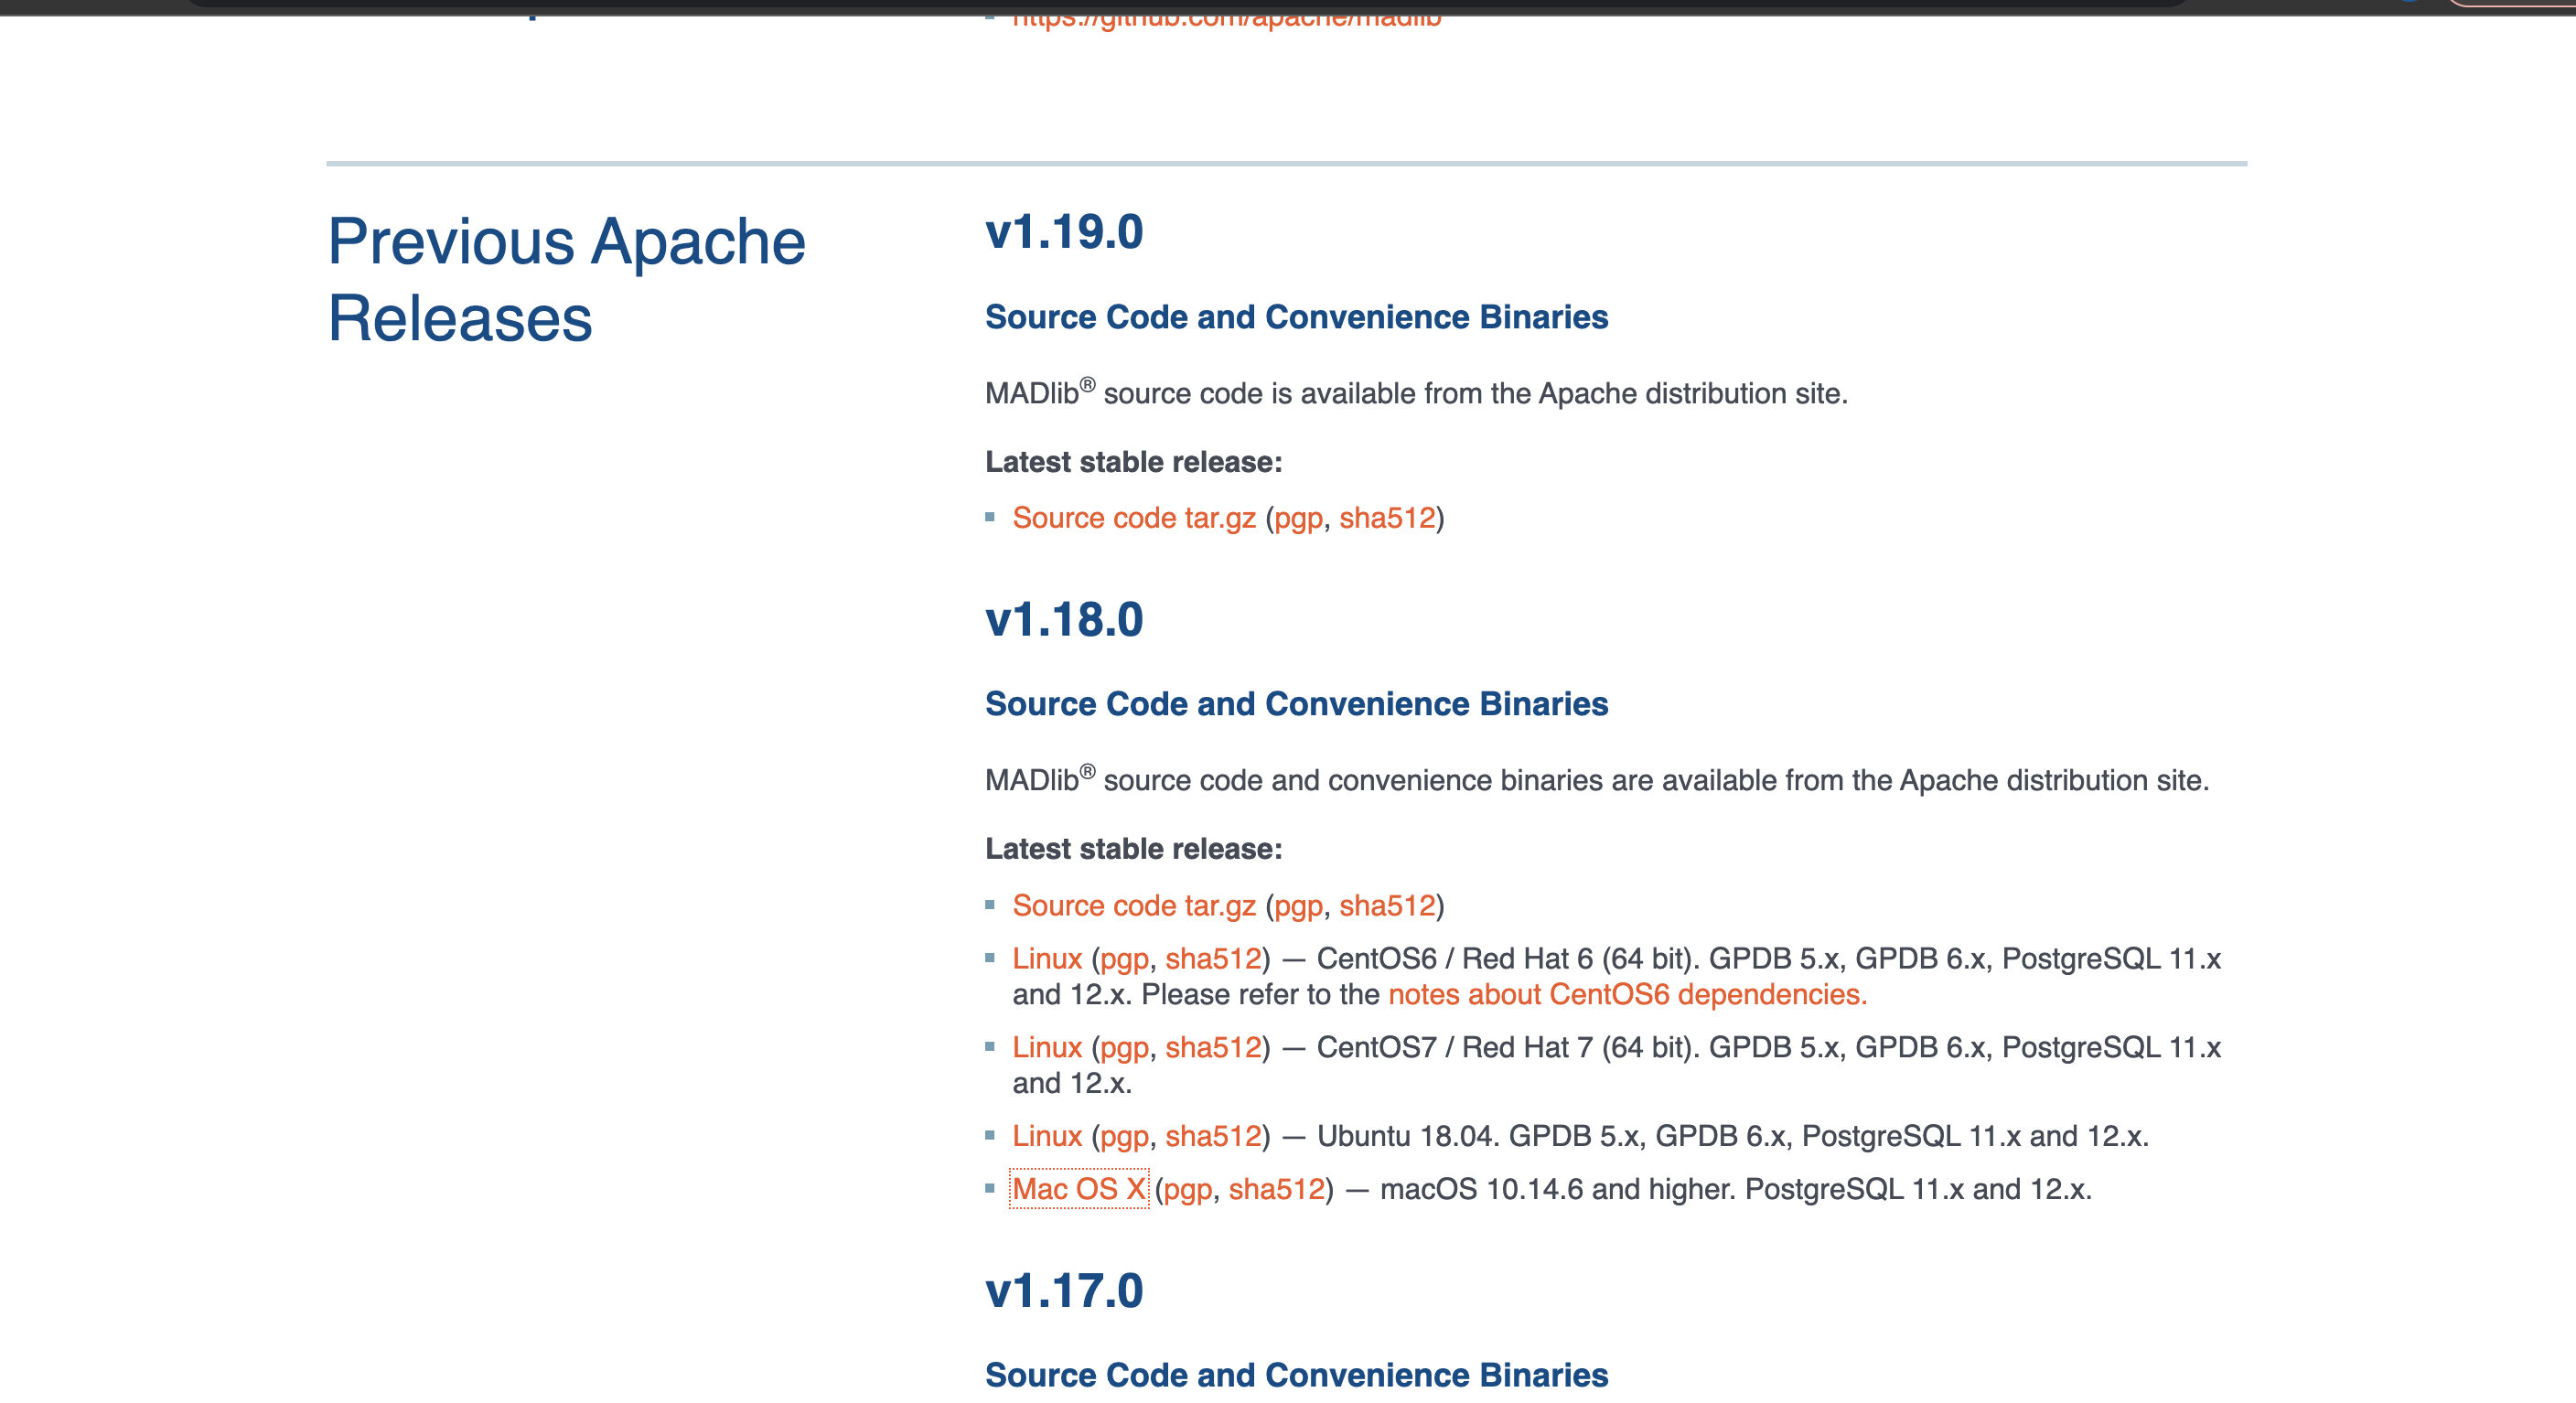 https://github.com/apache/madlib
Previous Apache
Releases
v1.19.0
Source Code and Convenience Binaries
MADlib® source code is available from the Apache distribution site.
Latest stable release:
Source code tar.gz (pgp, sha512)
v1.18.0
Source Code and Convenience Binaries
MADlib® source code and convenience binaries are available from the Apache distribution site.
Latest stable release:
Source code tar.gz (pgp, sha512)
Linux (pgp, sha512) — CentOS6 / Red Hat 6 (64 bit). GPDB 5.x, GPDB 6.x, PostgreSQL 11.x
and 12.x. Please refer to the notes about CentOS6 dependencies.
Linux (pgp, sha512) — CentOS7 / Red Hat 7 (64 bit). GPDB 5.x, GPDB 6.x, PostgreSQL 11.x
and 12.x.
Linux (pgp, sha512) — Ubuntu 18.04. GPDB 5.x, GPDB 6.x, PostgreSQL 11.x and 12.x.
Mac OS X (pgp, sha512) — macOS 10.14.6 and higher. PostgreSQL 11.x and 12.x.
v1.17.0
Source Code and Convenience Binaries